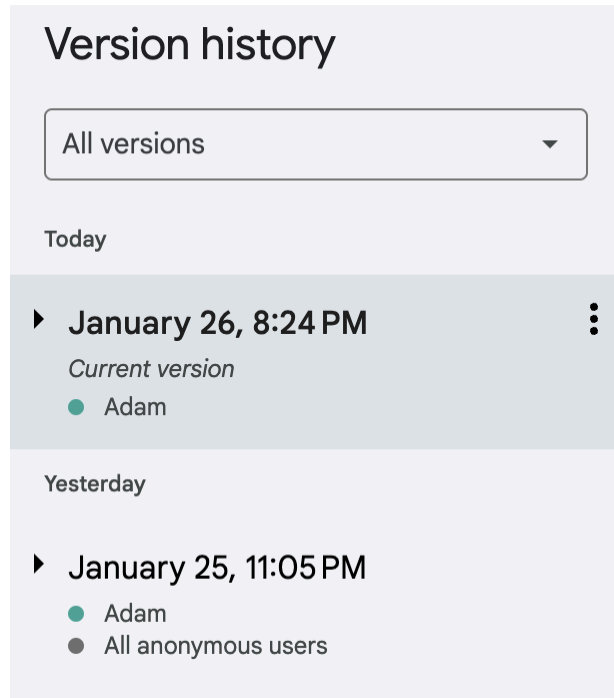 Version history
All versions
Today
January 26, 8:24 PM
Current version
Adam
Yesterday
January 25, 11:05 PM
Adam
All anonymous users